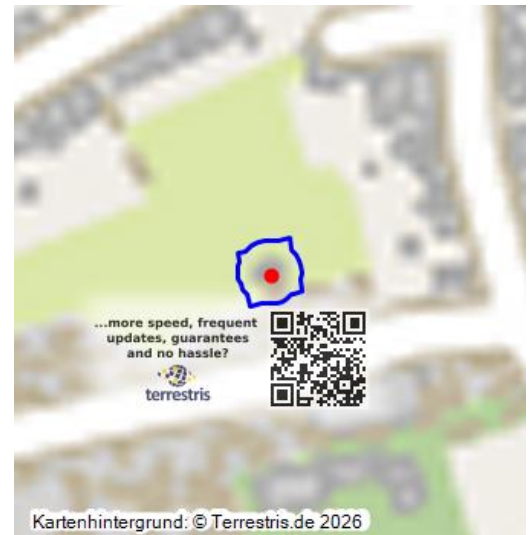 ...more speed, frequent
updates, guarantees
and no hassle?
terrestris
Kartenhintergrund: © Terrestris.de 2026